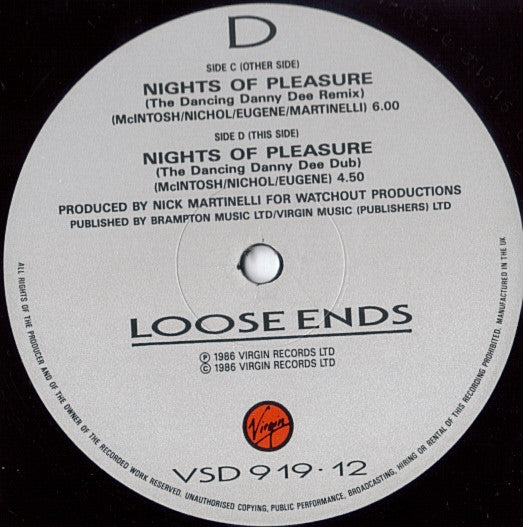 D
SIDE C (OTHER SIDE)
NIGHTS OF PLEASURE
(The Dancing Danny Dee Remix)
(McINTOSH/NICHOL/EUGENE/MARTINELLI) 6.00
SIDE D (THIS SIDE)
NIGHTS OF PLEASURE
(The Dancing Danny Dee Dub)
(McINTOSH/NICHOL/EUGENE) 4.50
PRODUCED BY NICK MARTINELLI FOR WATCHOUT PRODUCTIONS
PUBLISHED BY BRAMPTON MUSIC LTD/VIRGIN MUSIC (PUBLISHERS) LTD
LOOSE ENDS
℗ 1986 VIRGIN RECORDS LTD
© 1986 VIRGIN RECORDS LTD
Virgin
VSD 919·12
ALL RIGHTS OF THE PRODUCER AND OF THE OWNER OF THE RECORDED WORK RESERVED. UNAUTHORISED COPYING, PUBLIC PERFORMANCE, BROADCASTING, HIRING OR RENTAL OF THIS RECORDING PROHIBITED. MANUFACTURED IN THE UK